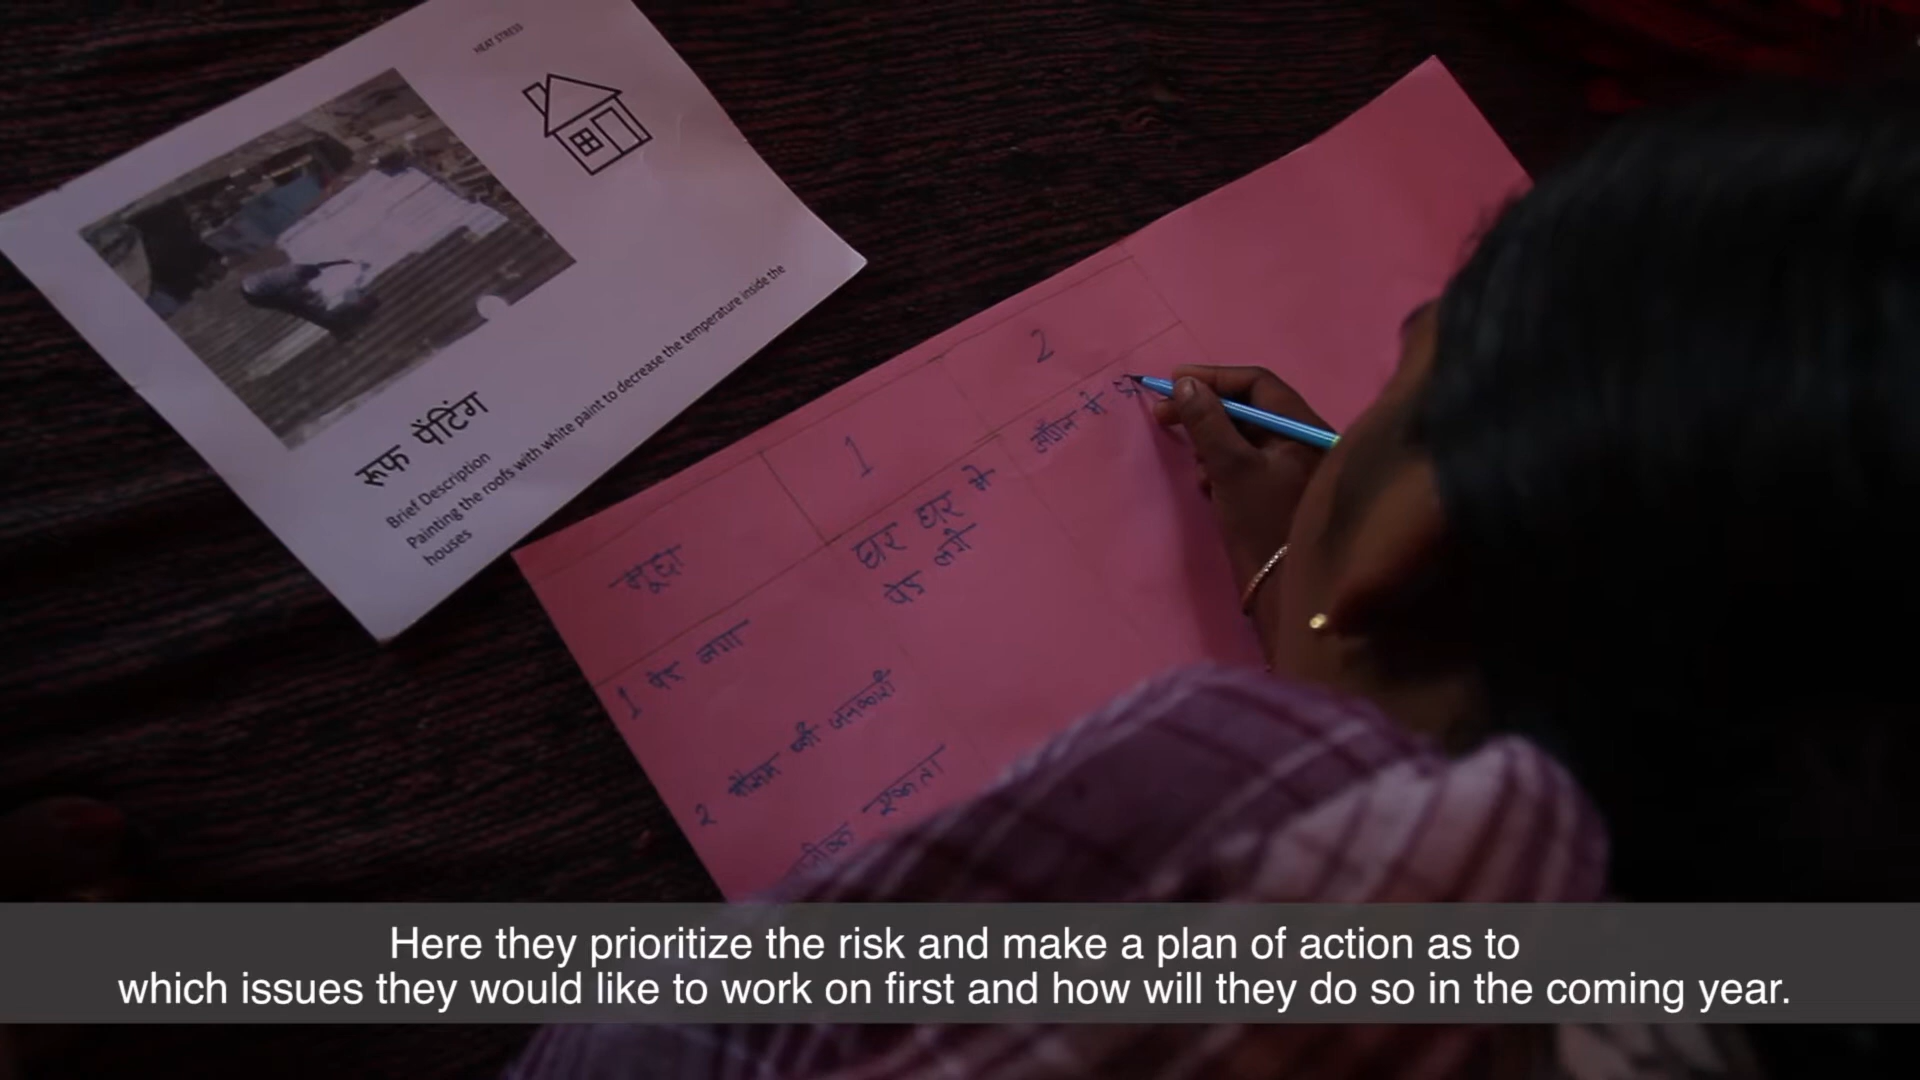 HEAT STRESS
रूफ पेंटिंग
Brief Description
Painting the roofs with white paint to decrease the temperature inside the
houses
मुद्दा
1
2
घर घर में
पेड लगे
में
1 पेड लगा
2 मौसम की जनकारी
एकता
Here they prioritize the risk and make a plan of action as to
which issues they would like to work on first and how will they do so in the coming year.